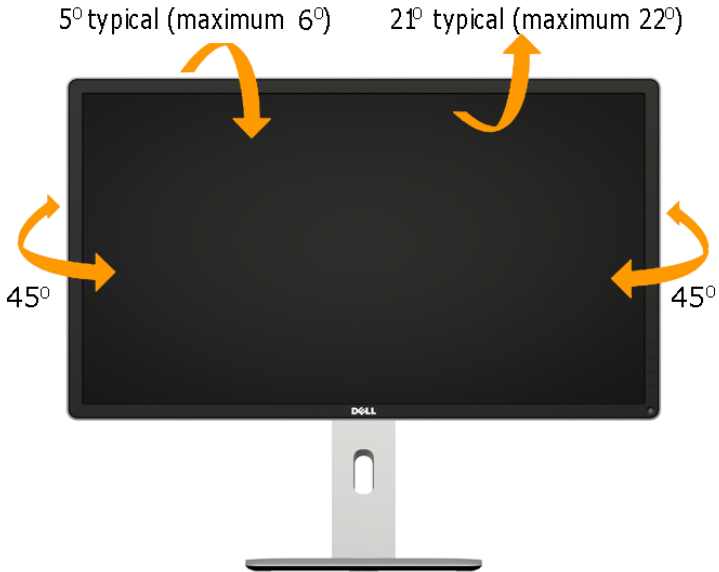 5⁰ typical (maximum 6⁰)
21⁰ typical (maximum 22⁰)
45⁰
45⁰
DELL